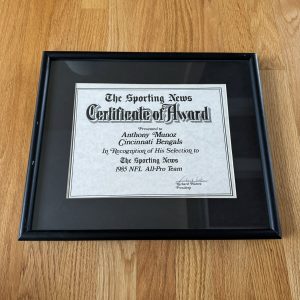 The Sporting News
Certificate of Award
Presented to
Anthony Munoz
Cincinnati Bengals
In Recognition of His Selection to
The Sporting News
1985 NFL All-Pro Team
President